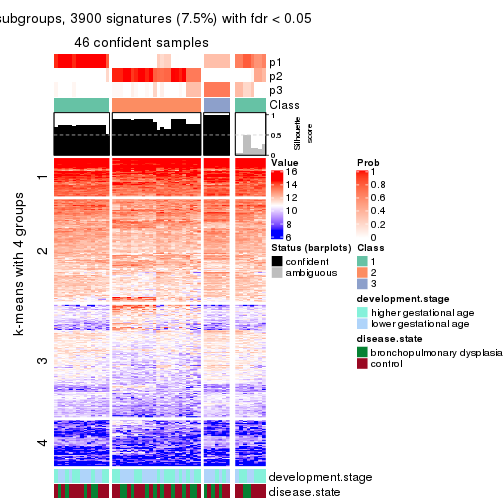 subgroups, 3900 signatures (7.5%) with fdr < 0.05
46 confident samples
p1
p2
p3
Class
1
0.5
0
Silhouette
score
k-means with 4 groups
1
2
3
4
development.stage
disease.state
Value
16
14
12
10
8
6
Prob
1
0.8
0.6
0.4
0.2
0
Status (barplots)
confident
ambiguous
Class
1
2
3
development.stage
higher gestational age
lower gestational age
disease.state
bronchopulmonary dysplasia
control